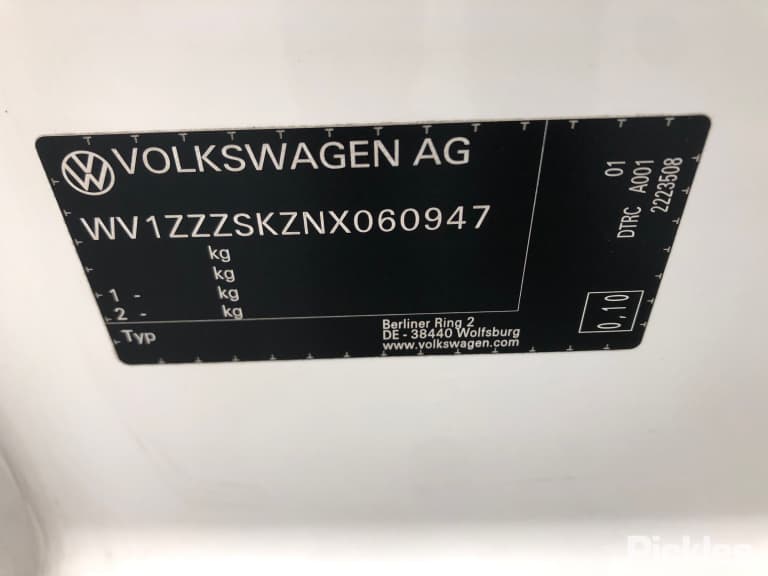 VOLKSWAGEN AG
WV1ZZZSKZNX060947
kg
kg
1 - kg
2 - kg
Typ
Berliner Ring 2
DE - 38440 Wolfsburg
www.volkswagen.com
01
DTRC A001
2223508
0,10
Pickles